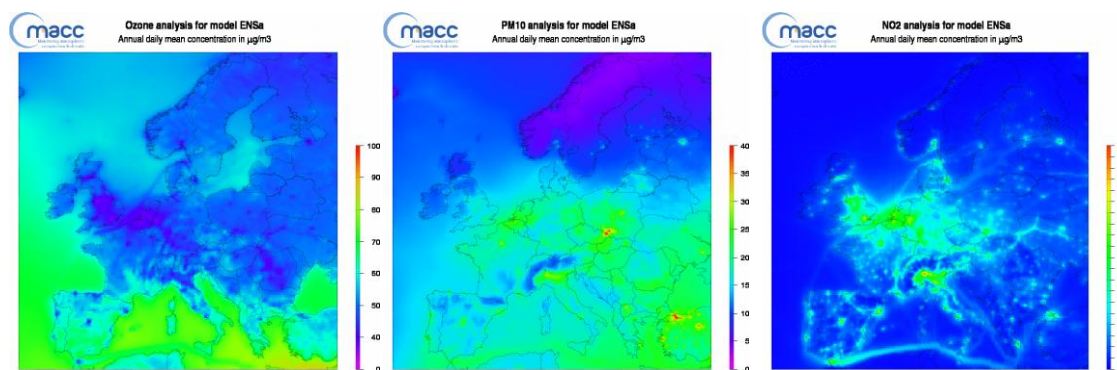 macc
Ozone analysis for model ENSa
Annual daily mean concentration in µg/m3
100
90
80
70
60
50
40
30
macc
PM10 analysis for model ENSa
Annual daily mean concentration in µg/m3
40
35
30
25
20
15
10
5
0
macc
NO2 analysis for model ENSa
Annual daily mean concentration in µg/m3